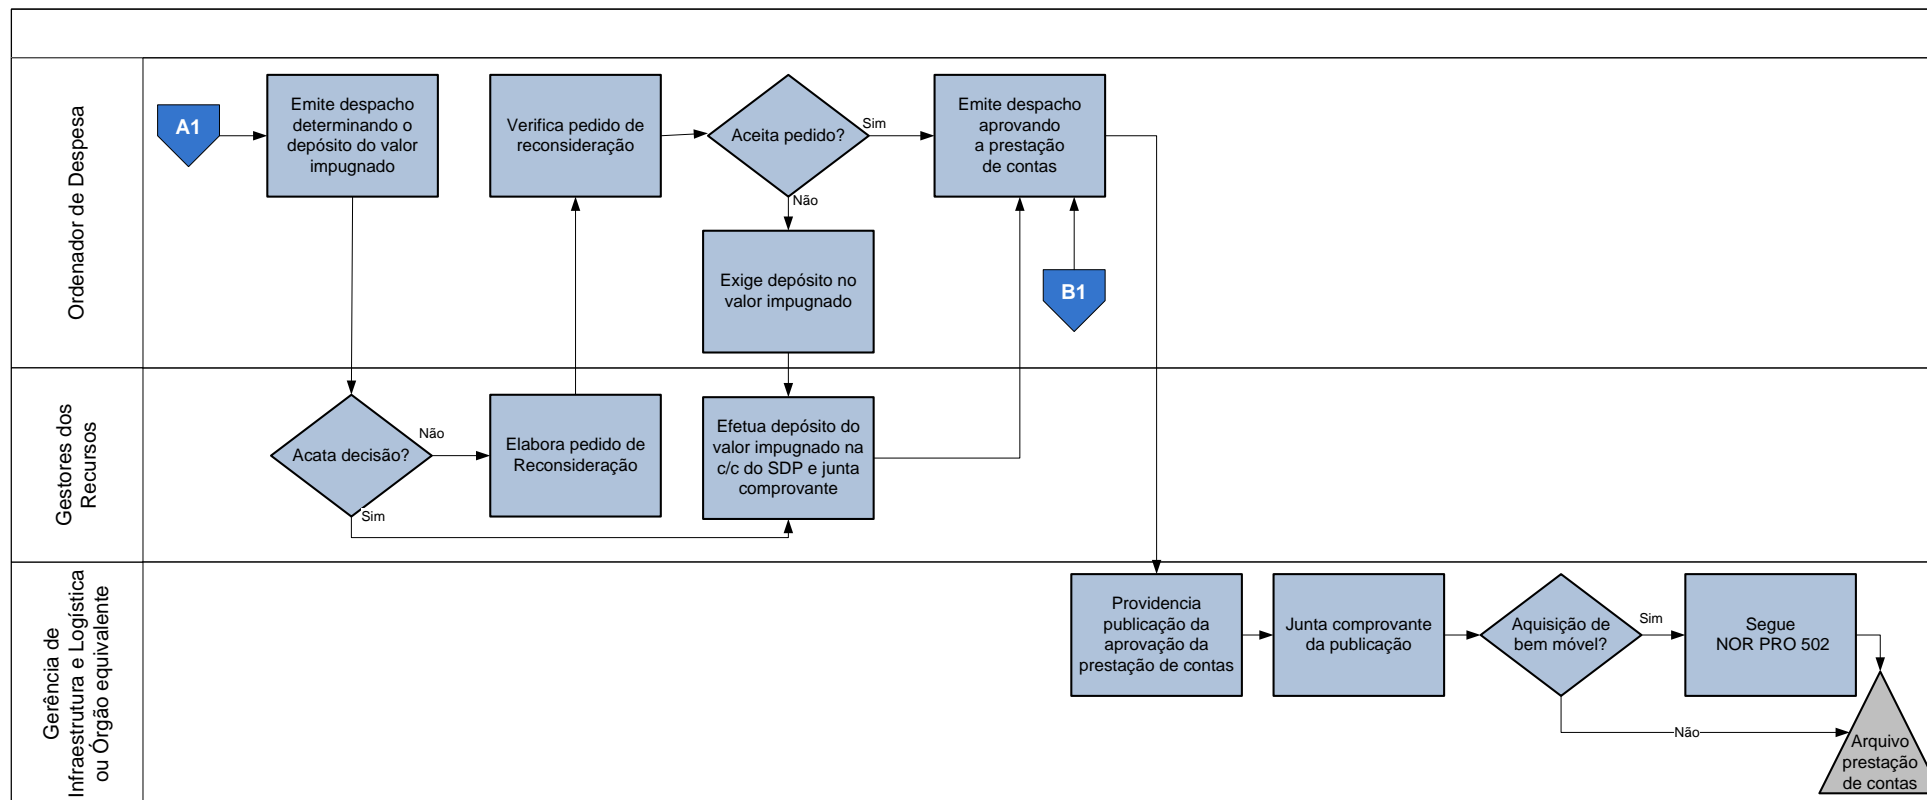 Ordenador de Despesa
A1
Emite despacho
determinando o
depósito do valor
impugnado
Verifica pedido de
reconsideração
Aceita pedido?
Sim
Não
Emite despacho
aprovando
a prestação
de contas
Exige depósito no
valor impugnado
B1
Gestores dos
Recursos
Acata decisão?
Não
Sim
Elabora pedido de
Reconsideração
Efetua depósito do
valor impugnado na
c/c do SDP e junta
comprovante
Gerência de
Infraestrutura e Logística
ou Órgão equivalente
Providencia
publicação da
aprovação da
prestação de contas
Junta comprovante
da publicação
Aquisição de
bem móvel?
Sim
Não
Segue
NOR PRO 502
Arquivo
prestação
de contas